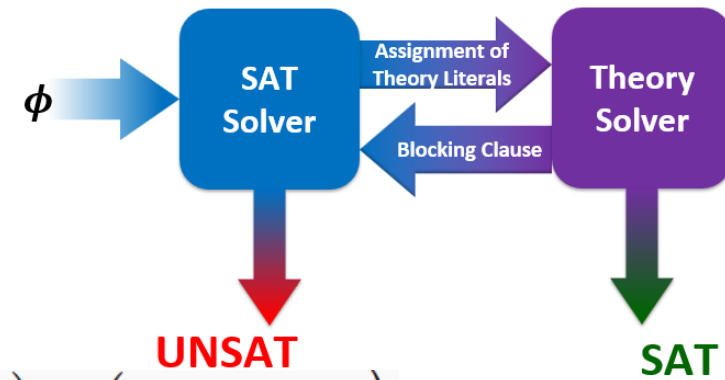 ϕ
SAT
Solver
Assignment of
Theory Literals
Blocking Clause
Theory
Solver
UNSAT
SAT